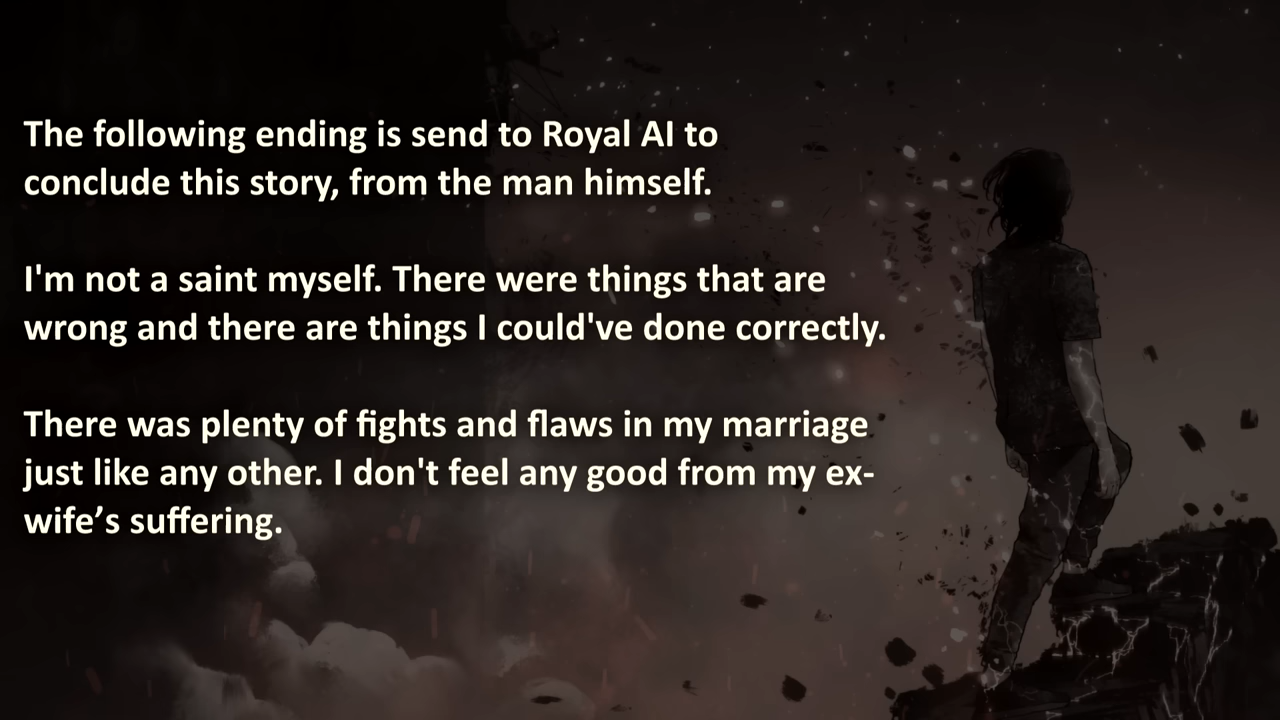 The following ending is send to Royal AI to
conclude this story, from the man himself.
I'm not a saint myself. There were things that are
wrong and there are things I could've done correctly.
There was plenty of fights and flaws in my marriage
just like any other. I don't feel any good from my ex-
wife’s suffering.